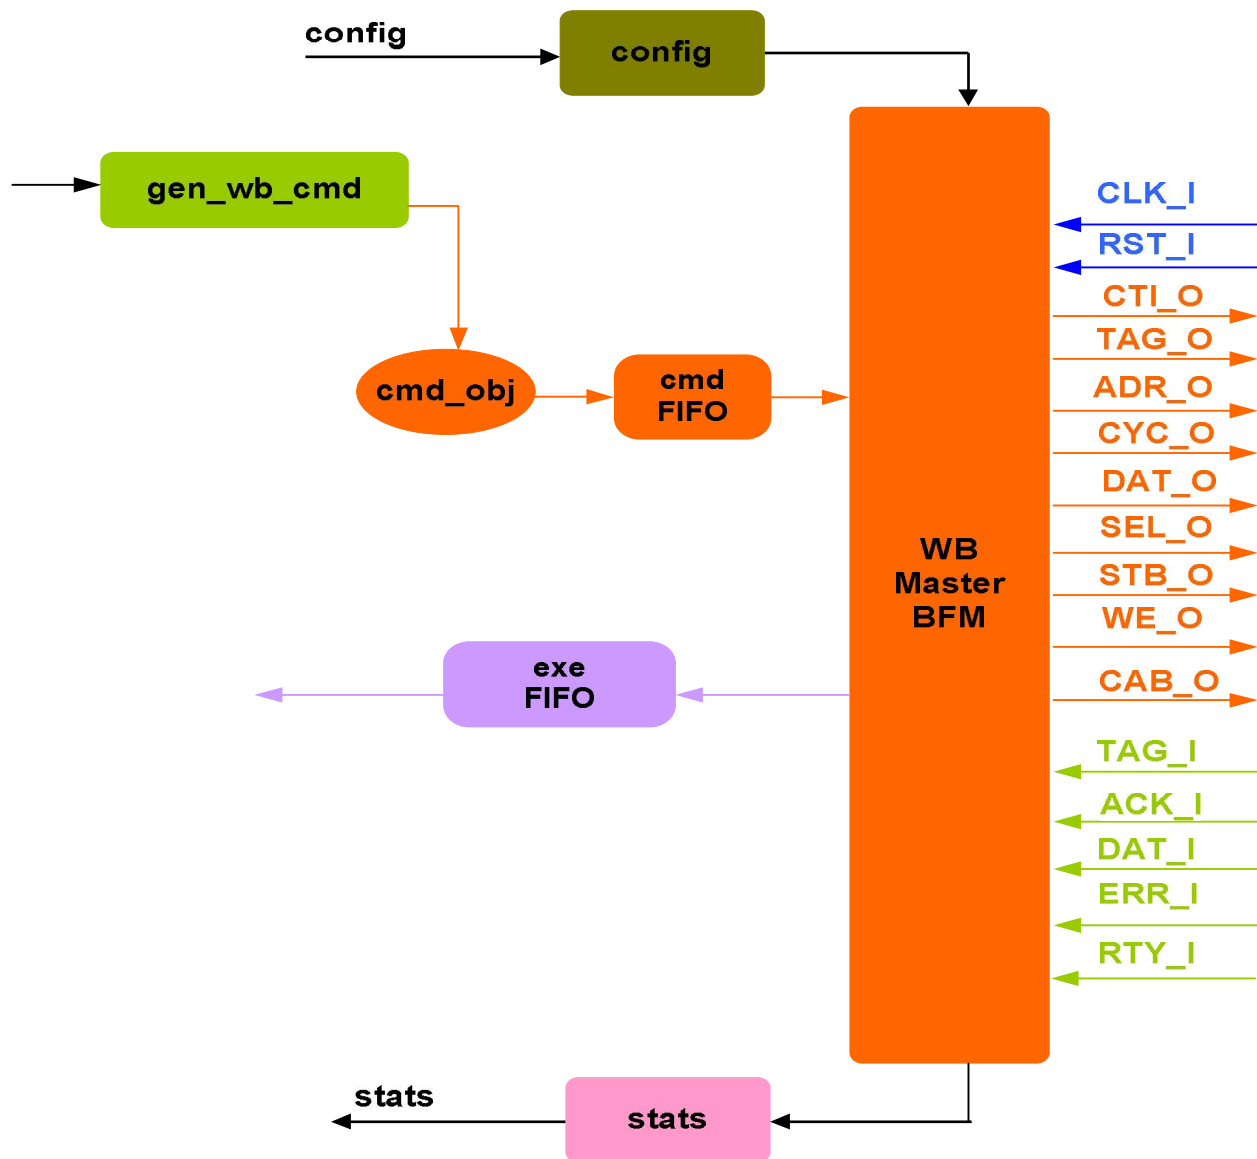 config
config
gen_wb_cmd
CLK_I
RST_I
CTI_O
TAG_O
ADR_O
cmd_obj
cmd
FIFO
CYC_O
DAT_O
SEL_O
WB
Master
BFM
STB_O
WE_O
exe
FIFO
CAB_O
TAG_I
ACK_I
DAT_I
ERR_I
RTY_I
stats
stats